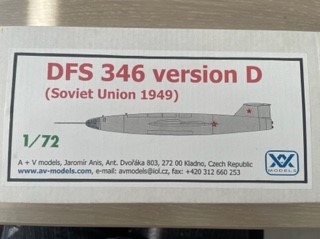 DFS 346 version D
(Soviet Union 1949)
1/72
A + V models, Jaromír Anis, Ant. Dvořáka 803, 272 00 Kladno, Czech Republic
www.av-models.com, e-mail: avmodels@iol.cz, fax: +420 312 660 253
MODELS